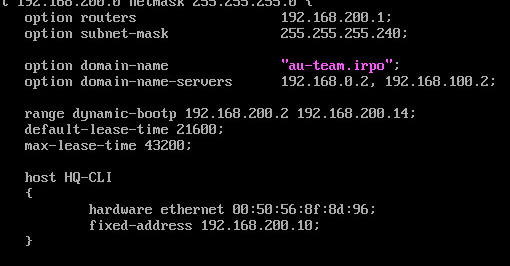 t 192.168.200.0 netmask 255.255.255.0 {
option routers 192.168.200.1;
option subnet-mask 255.255.255.240;
option domain-name "au-team.irpo";
option domain-name-servers 192.168.0.2, 192.168.100.2;
range dynamic-bootp 192.168.200.2 192.168.200.14;
default-lease-time 21600;
max-lease-time 43200;
host HQ-CLI
{
hardware ethernet 00:50:56:8f:8d:96;
fixed-address 192.168.200.10;
}